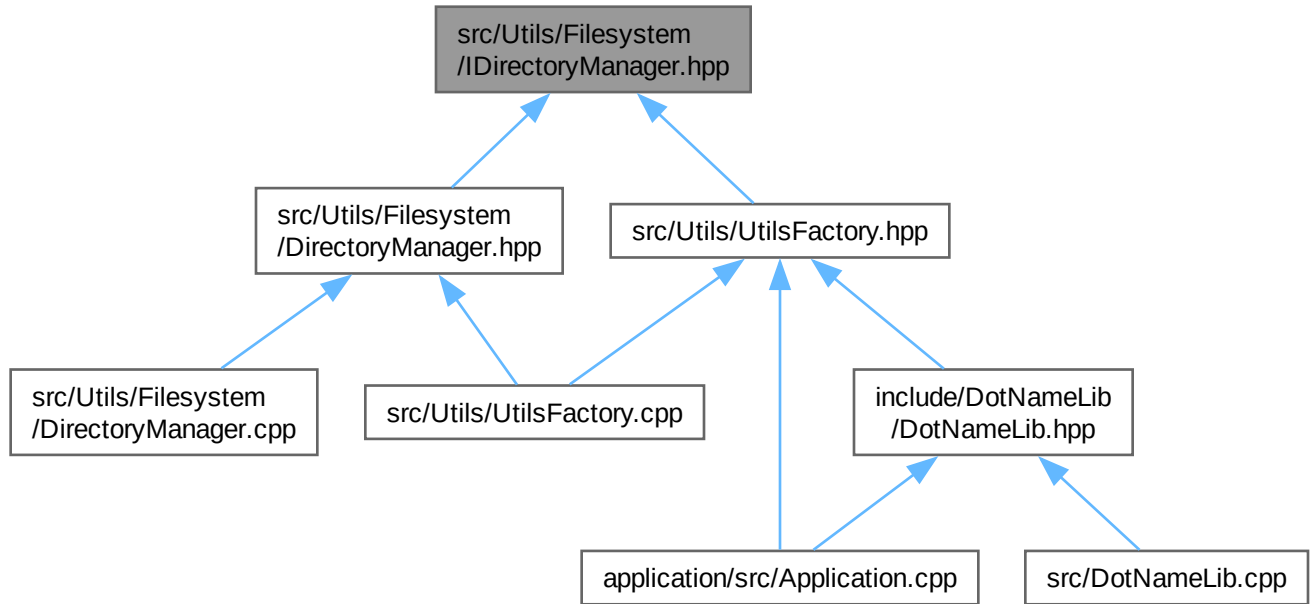 src/Utils/Filesystem
/IDirectoryManager.hpp
src/Utils/Filesystem
/DirectoryManager.hpp
src/Utils/UtilsFactory.hpp
src/Utils/Filesystem
/DirectoryManager.cpp
src/Utils/UtilsFactory.cpp
include/DotNameLib
/DotNameLib.hpp
application/src/Application.cpp
src/DotNameLib.cpp